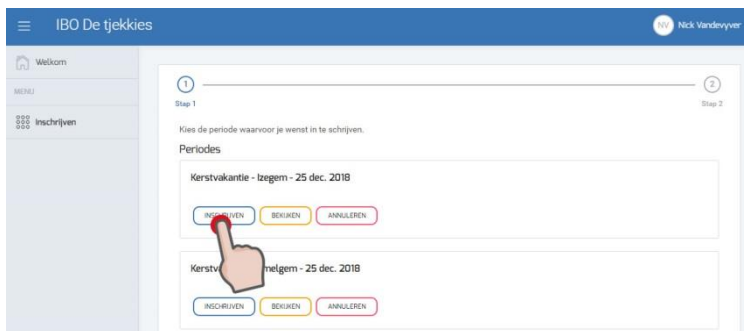 IBO De tjekkies
NV Nick Vandevyver
Welkom
MENU
Inschrijven
1
2
Stap 1
Stap 2
Kies de periode waarvoor je wenst in te schrijven.
Periodes
Kerstvakantie - Izegem - 25 dec. 2018
INSCHRIJVEN BEKIJKEN ANNULEREN
melgem - 25 dec. 2018
INSCHRIJVEN BEKIJKEN ANNULEREN